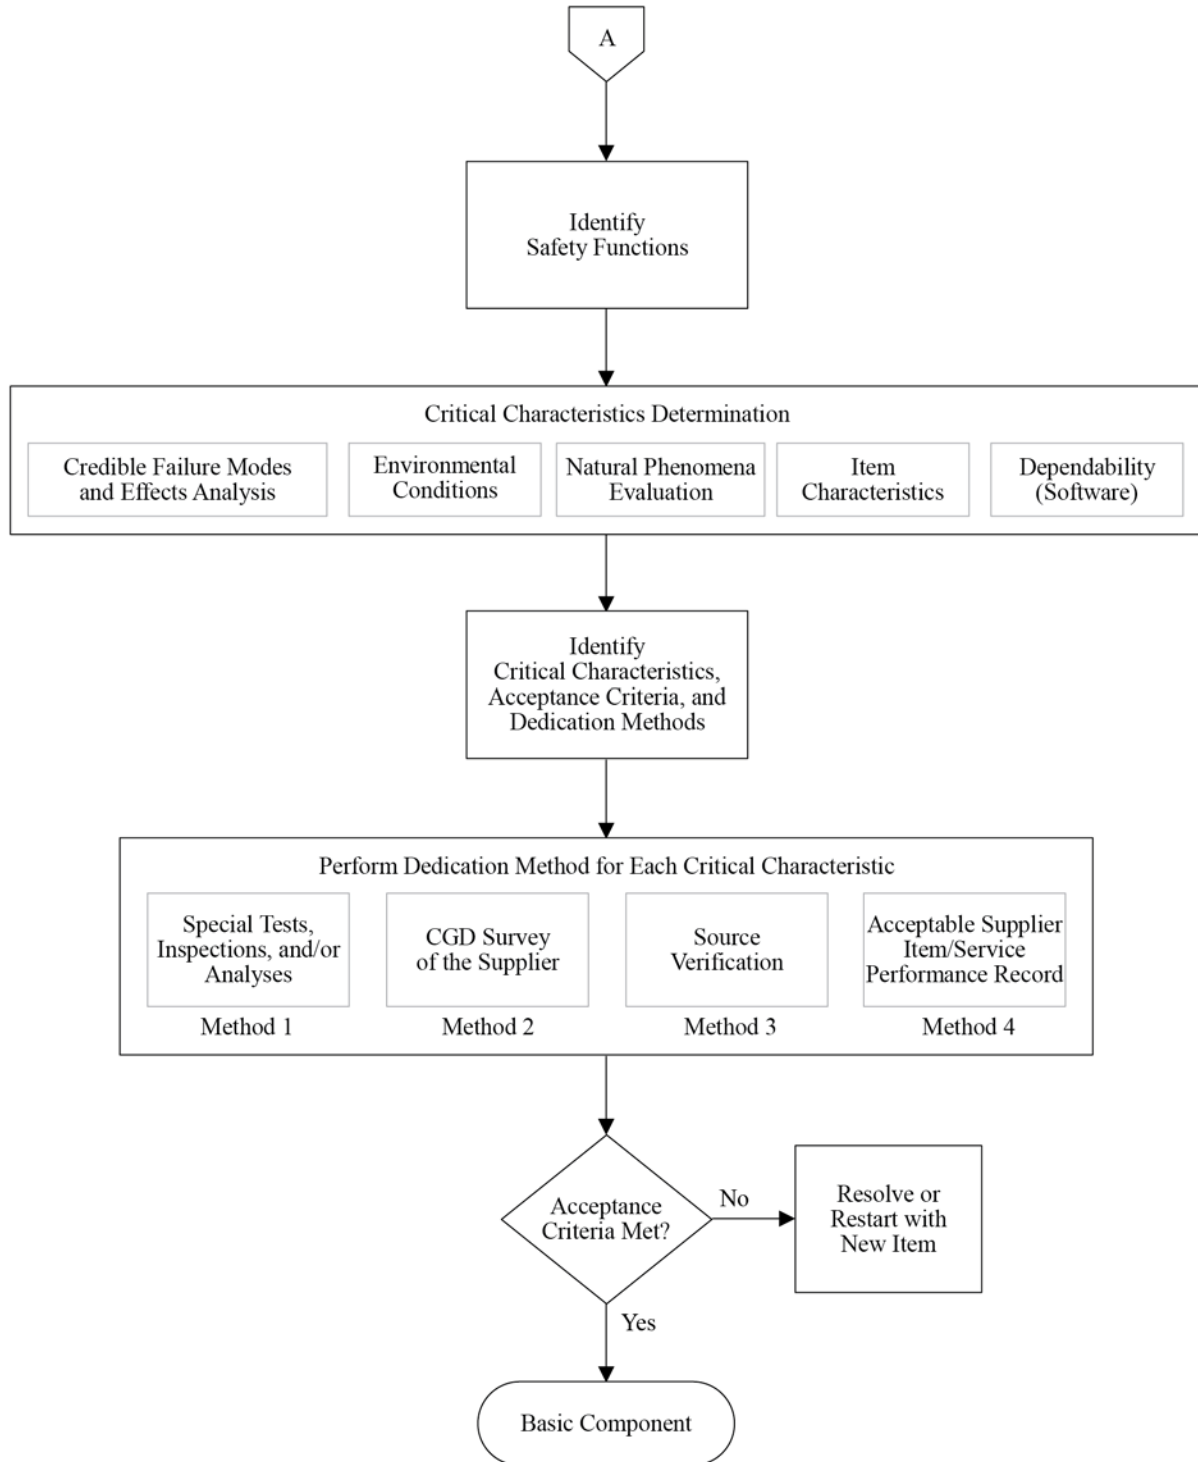 A
Identify
Safety Functions
Critical Characteristics Determination
Credible Failure Modes
and Effects Analysis
Environmental
Conditions
Natural Phenomena
Evaluation
Item
Characteristics
Dependability
(Software)
Identify
Critical Characteristics,
Acceptance Criteria, and
Dedication Methods
Perform Dedication Method for Each Critical Characteristic
Special Tests,
Inspections, and/or
Analyses
Method 1
CGD Survey
of the Supplier
Method 2
Source
Verification
Method 3
Acceptable Supplier
Item/Service
Performance Record
Method 4
Acceptance
Criteria Met?
No
Resolve or
Restart with
New Item
Yes
Basic Component